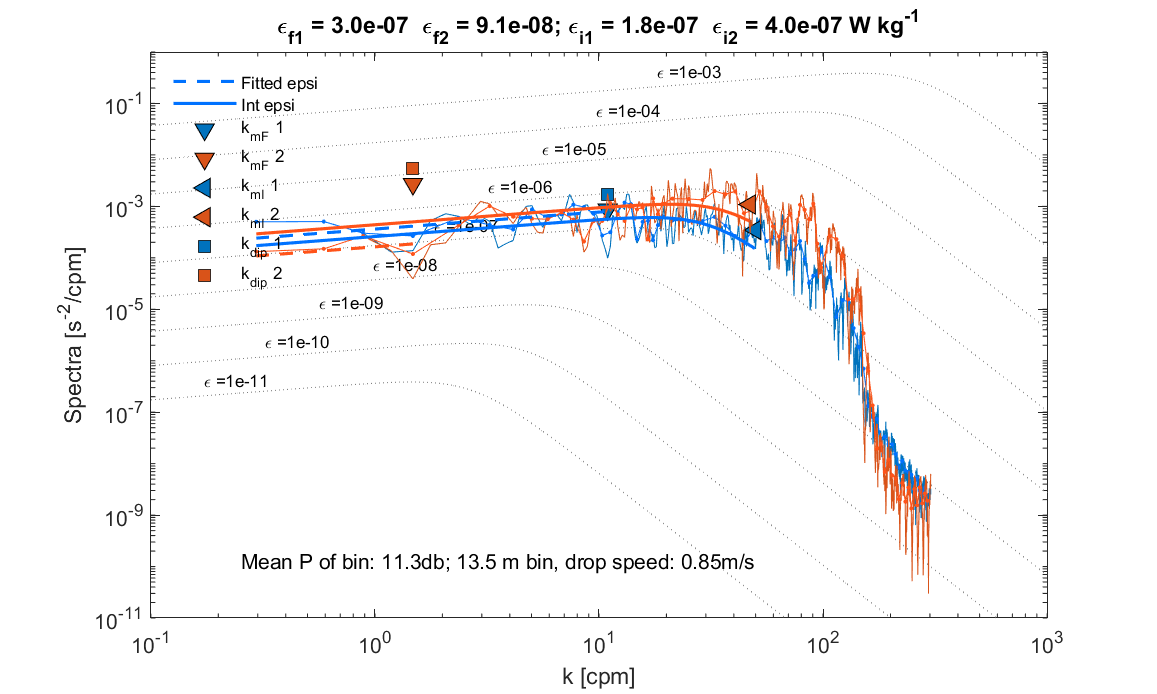 ϵf1 = 3.0e-07 ϵf2 = 9.1e-08; ϵi1 = 1.8e-07 ϵi2 = 4.0e-07 W kg-1
Fitted epsi
Int epsi
kmF 1
kmF 2
kmI 1
kmI 2
kdip 1
kdip 2
ϵ =1e-03
ϵ =1e-04
ϵ =1e-05
ϵ =1e-06
ϵ =1e-07
ϵ =1e-08
ϵ =1e-09
ϵ =1e-10
ϵ =1e-11
Mean P of bin: 11.3db; 13.5 m bin, drop speed: 0.85m/s
Spectra [s-2/cpm]
10-1
10-3
10-5
10-7
10-9
10-11
10-1
100
101
102
103
k [cpm]